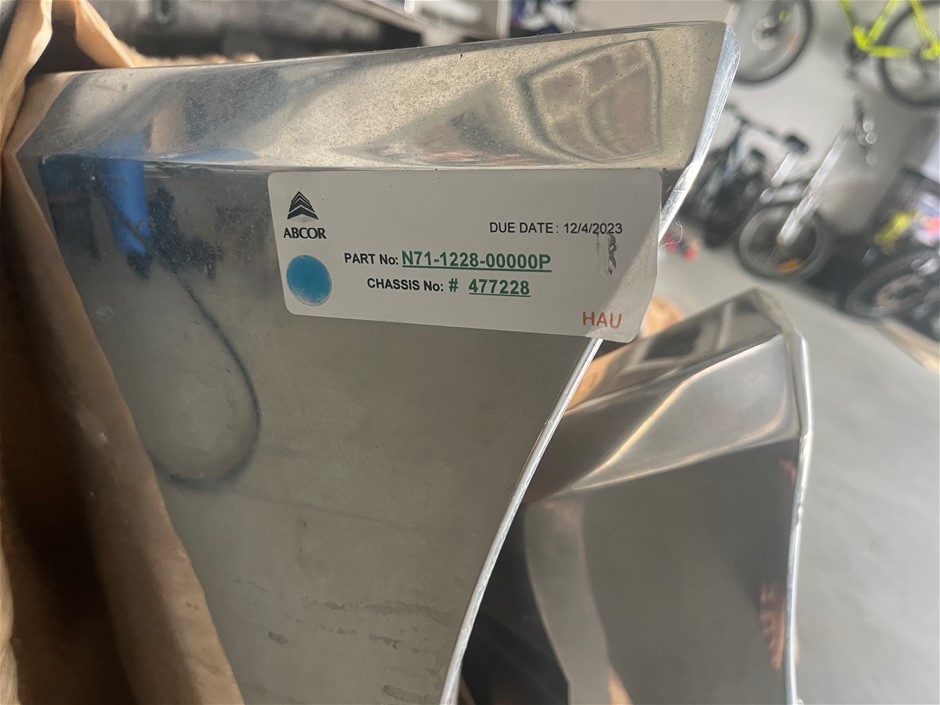 ABCOR
DUE DATE: 12/4/2023
PART No: N71-1228-00000P
CHASSIS No: # 477228
HAU